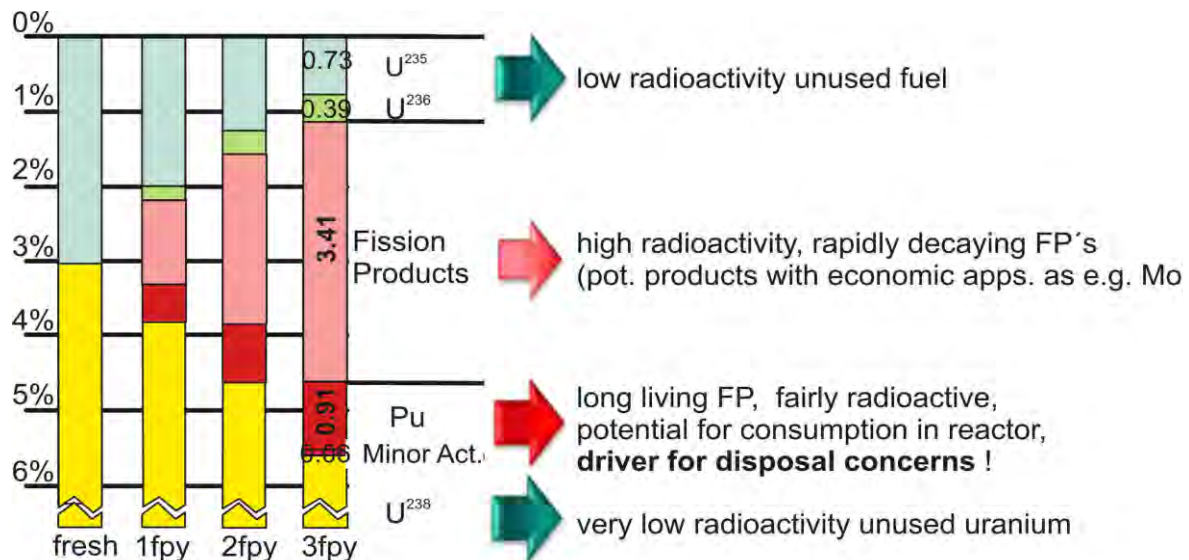 0%
0.73 U²³⁵
low radioactivity unused fuel
1%
0.39 U²³⁶
2%
3%
3.41
Fission
Products
high radioactivity, rapidly decaying FP´s
(pot. products with economic apps. as e.g. Mo
4%
5%
0.91
Pu
Minor Act.
long living FP, fairly radioactive,
potential for consumption in reactor,
driver for disposal concerns !
6%
U²³⁸
very low radioactivity unused uranium
fresh 1fpy 2fpy 3fpy